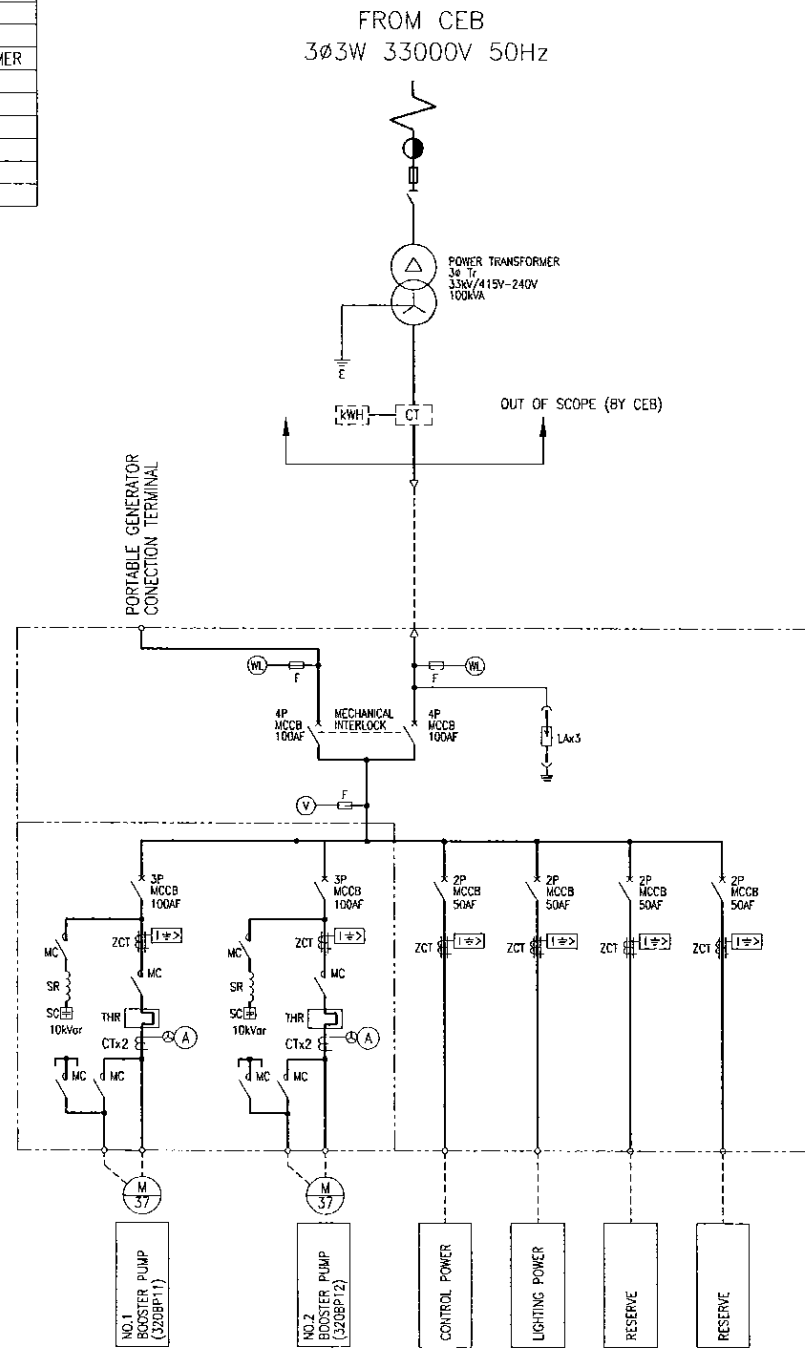 MER
FROM CEB
3ø3W 33000V 50Hz
POWER TRANSFORMER
3ø Tr
33kV/415V-240V
100kVA
E
kWH
CT
OUT OF SCOPE (BY CEB)
PORTABLE GENERATOR
CONECTION TERMINAL
WL
F
F
WL
4P
MCCB
100AF
MECHANICAL
INTERLOCK
4P
MCCB
100AF
LAx3
V
F
3P
MCCB
100AF
3P
MCCB
100AF
2P
MCCB
50AF
2P
MCCB
50AF
2P
MCCB
50AF
2P
MCCB
50AF
MC
ZCT
I >
MC
ZCT
I >
ZCT
I >
ZCT
I >
ZCT
I >
ZCT
I >
SR
MC
SR
MC
SC
10kVar
THR
SC
10kVar
THR
CTx2
A
CTx2
A
MC
MC
MC
MC
M
37
M
37
NO.1
BOOSTER PUMP
(320BP11)
NO.2
BOOSTER PUMP
(320BP12)
CONTROL POWER
LIGHTING POWER
RESERVE
RESERVE